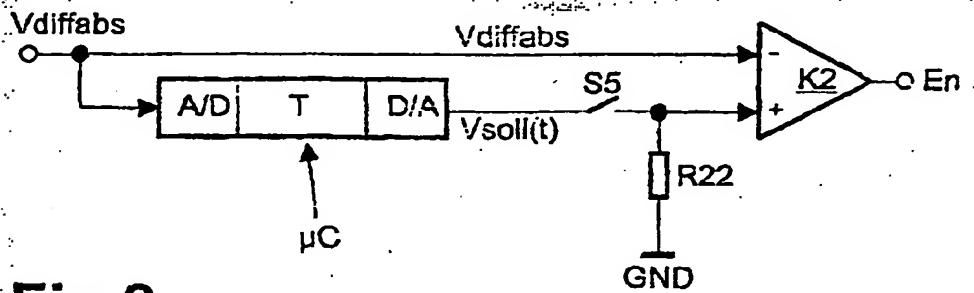 Vdiffabs
Vdiffabs
A/D T D/A
S5
K2
En
Vsoll(t)
R22
µC
GND